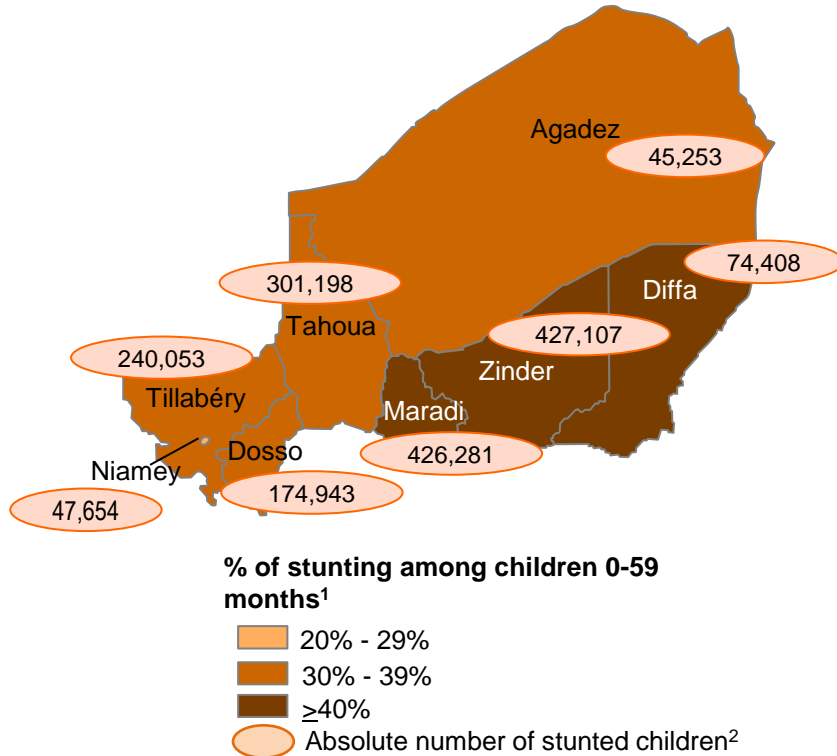 Agadez
45,253
74,408
Diffa
301,198
Tahoua
427,107
Zinder
240,053
Tillabéry
Maradi
426,281
Niamey
Dosso
174,943
47,654
% of stunting among children 0-59
months¹
20% - 29%
30% - 39%
≥40%
Absolute number of stunted children²